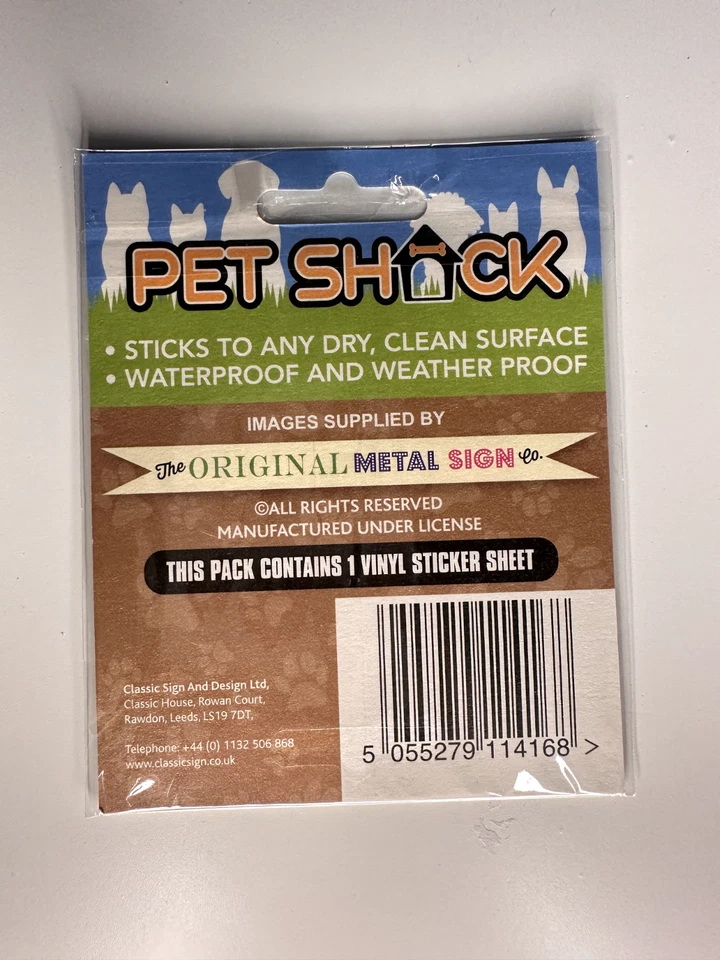 PET SHACK
• STICKS TO ANY DRY, CLEAN SURFACE
• WATERPROOF AND WEATHER PROOF
IMAGES SUPPLIED BY
The ORIGINAL METAL SIGN Co.
©ALL RIGHTS RESERVED
MANUFACTURED UNDER LICENSE
THIS PACK CONTAINS 1 VINYL STICKER SHEET
Classic Sign And Design Ltd,
Classic House, Rowan Court,
Rawdon, Leeds, LS19 7DT,
Telephone: +44 (0) 1132 506 868
www.classicsign.co.uk
5 055279 114168 >